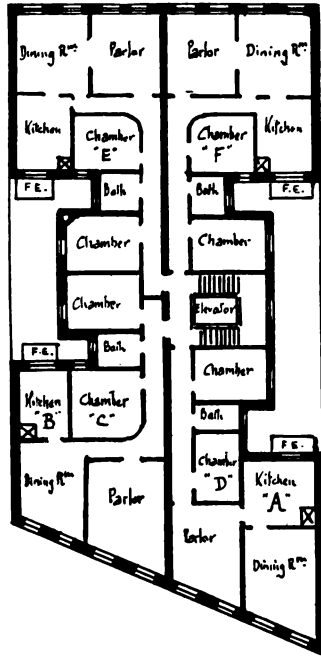 Dining Rm
Parlor
Parlor
Dining Rm
Kitchen
Chamber
"E"
Chamber
"F"
Kitchen
F.E.
Bath
Bath
F.E.
Chamber
Chamber
Chamber
Elevator
Bath
F.E.
Chamber
Kitchen
"B"
Chamber
"C"
Bath
F.E.
Chamber
"D"
Kitchen
"A"
Dining Rm
Parlor
Parlor
Dining Rm